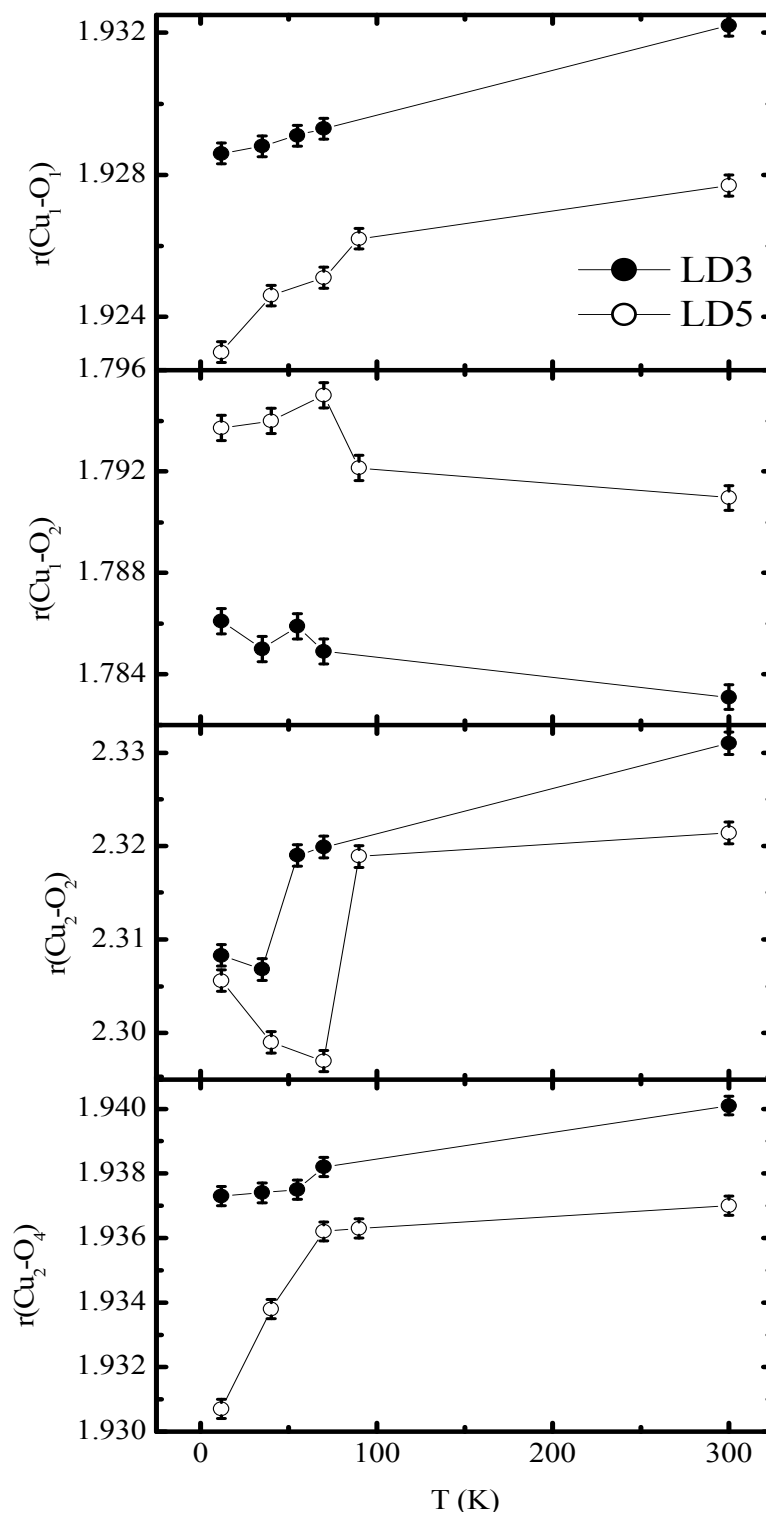 1.932
1.928
1.924
r(Cu₁-O₁)
LD3
LD5
1.796
1.792
1.788
1.784
r(Cu₁-O₂)
2.33
2.32
2.31
2.30
r(Cu₂-O₂)
1.940
1.938
1.936
1.934
1.932
1.930
r(Cu₂-O₄)
0 100 200 300
T (K)